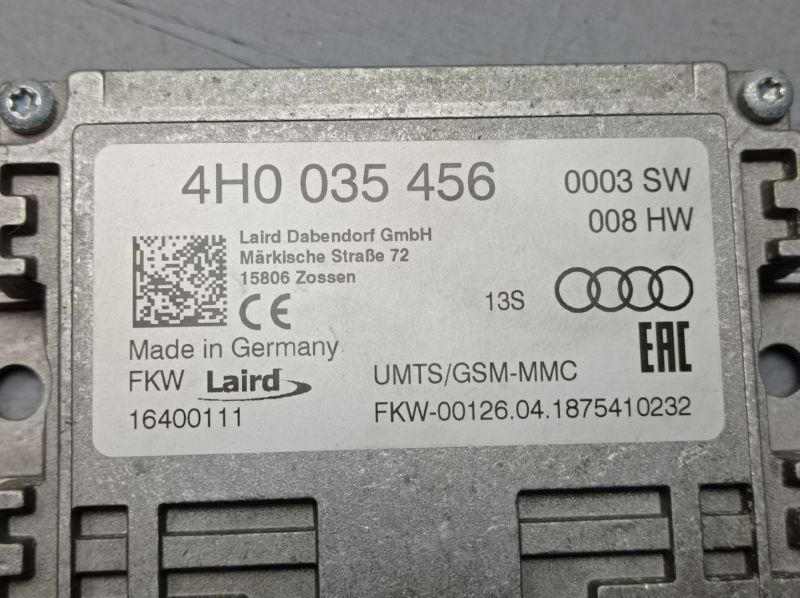 4H0 035 456
0003 SW
008 HW
Laird Dabendorf GmbH
Märkische Straße 72
15806 Zossen
CE
13S
EAC
Made in Germany
FKW Laird
UMTS/GSM-MMC
16400111
FKW-00126.04.1875410232